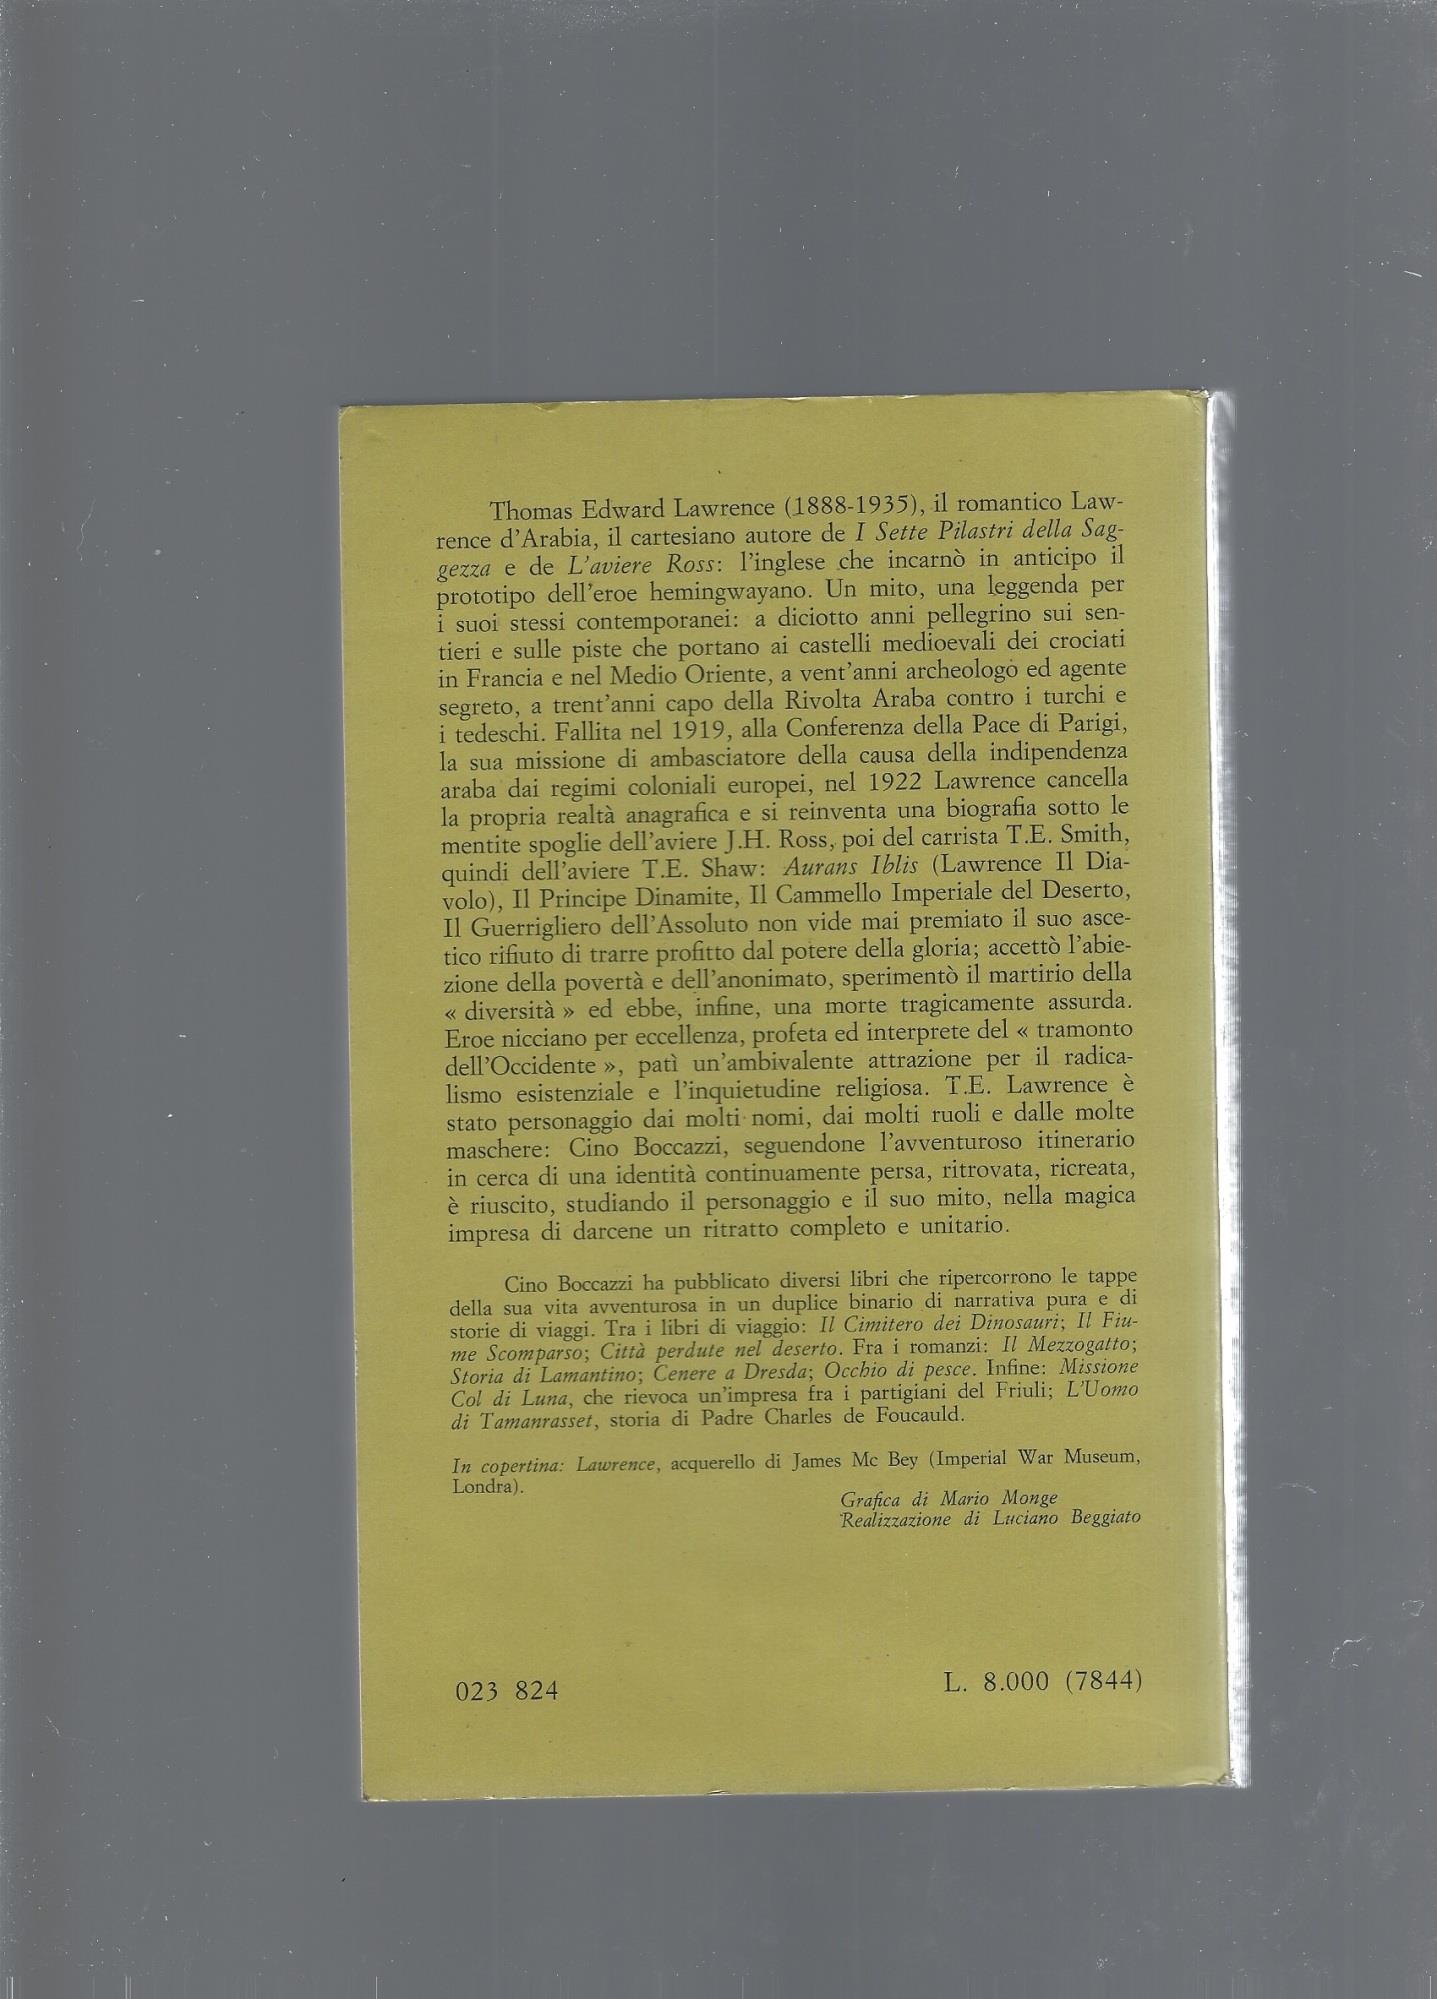 Thomas Edward Lawrence (1888-1935), il romantico Law-
rence d'Arabia, il cartesiano autore de I Sette Pilastri della Sag-
gezza e de L'aviere Ross: l'inglese che incarnò in anticipo il
prototipo dell'eroe hemingwayano. Un mito, una leggenda per
i suoi stessi contemporanei: a diciotto anni pellegrino sui sen-
tieri e sulle piste che portano ai castelli medioevali dei crociati
in Francia e nel Medio Oriente, a vent'anni archeologo ed agente
segreto, a trent'anni capo della Rivolta Araba contro i turchi e
i tedeschi. Fallita nel 1919, alla Conferenza della Pace di Parigi,
la sua missione di ambasciatore della causa della indipendenza
araba dai regimi coloniali europei, nel 1922 Lawrence cancella
la propria realtà anagrafica e si reinventa una biografia sotto le
mentite spoglie dell'aviere J.H. Ross, poi del carrista T.E. Smith,
quindi dell'aviere T.E. Shaw: Aurans Iblis (Lawrence Il Dia-
volo), Il Principe Dinamite, Il Cammello Imperiale del Deserto,
Il Guerrigliero dell'Assoluto non vide mai premiato il suo asce-
tico rifiuto di trarre profitto dal potere della gloria; accettò l'abie-
zione della povertà e dell'anonimato, sperimentò il martirio della
« diversità » ed ebbe, infine, una morte tragicamente assurda.
Eroe nicciano per eccellenza, profeta ed interprete del « tramonto
dell'Occidente », patì un'ambivalente attrazione per il radica-
lismo esistenziale e l'inquietudine religiosa. T.E. Lawrence è
stato personaggio dai molti nomi, dai molti ruoli e dalle molte
maschere: Cino Boccazzi, seguendone l'avventuroso itinerario
in cerca di una identità continuamente persa, ritrovata, ricreata,
è riuscito, studiando il personaggio e il suo mito, nella magica
impresa di darcene un ritratto completo e unitario.
Cino Boccazzi ha pubblicato diversi libri che ripercorrono le tappe
della sua vita avventurosa in un duplice binario di narrativa pura e di
storie di viaggi. Tra i libri di viaggio: Il Cimitero dei Dinosauri; Il Fiu-
me Scomparso; Città perdute nel deserto. Fra i romanzi: Il Mezzogatto;
Storia di Lamantino; Cenere a Dresda; Occhio di pesce. Infine: Missione
Col di Luna, che rievoca un'impresa fra i partigiani del Friuli; L'Uomo
di Tamanrasset, storia di Padre Charles de Foucauld.
In copertina: Lawrence, acquerello di James Mc Bey (Imperial War Museum,
Londra).
Grafica di Mario Monge
Realizzazione di Luciano Beggiato
023 824
L. 8.000 (7844)